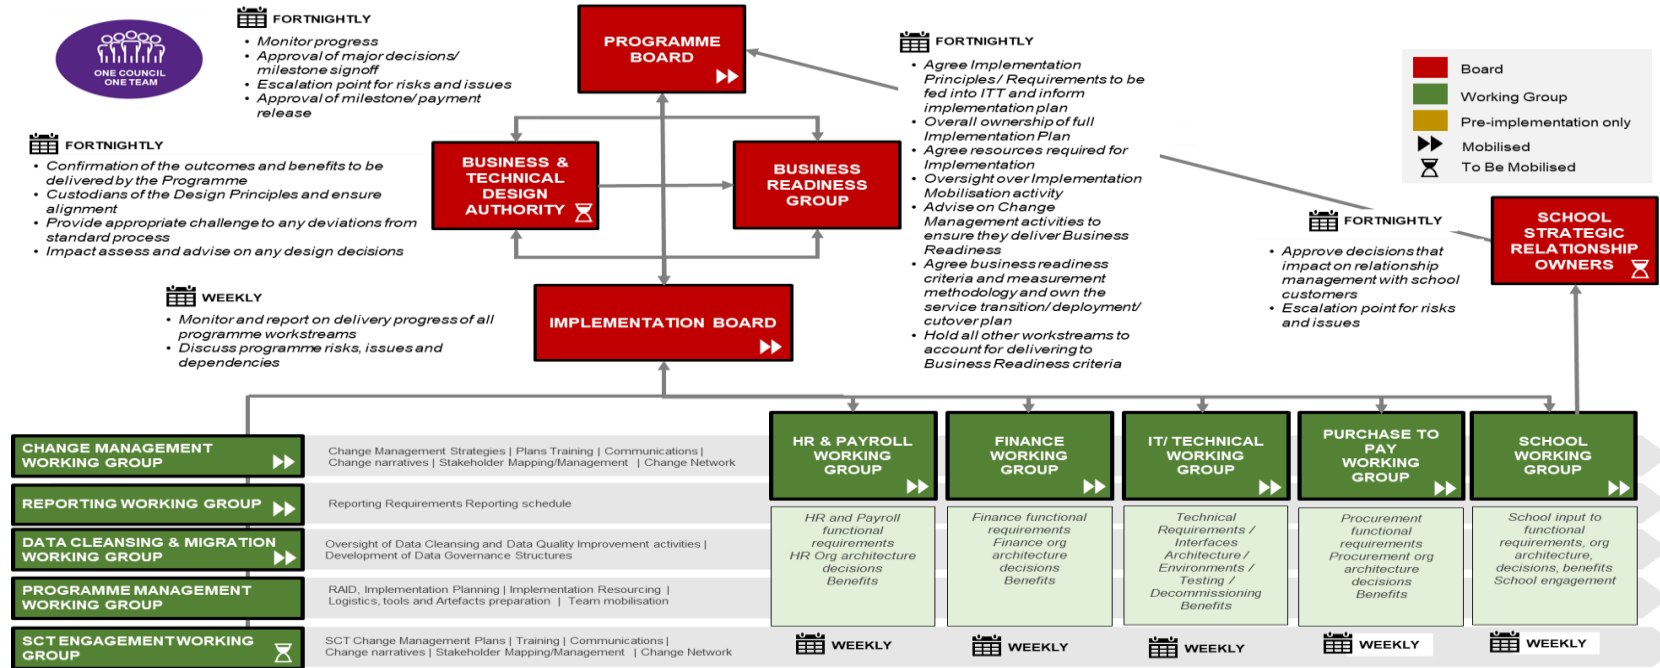 ONE COUNCIL
ONE TEAM
FORTNIGHTLY
• Monitor progress
• Approval of major decisions/
milestone signoff
• Escalation point for risks and issues
• Approval of milestone/ payment
release
PROGRAMME
BOARD
FORTNIGHTLY
• Agree Implementation
Principles / Requirements to be
fed into ITT and inform
implementation plan
• Overall ownership of full
Implementation Plan
• Agree resources required for
Implementation
• Oversight over Implementation
Mobilisation activity
• Advise on Change
Management activities to
ensure they deliver Business
Readiness
• Agree business readiness
criteria and measurement
methodology and own the
service transition/ deployment/
cutover plan
• Hold all other workstreams to
account for delivering to
Business Readiness criteria
Board
Working Group
Pre-implementation only
Mobilised
To Be Mobilised
FORTNIGHTLY
• Confirmation of the outcomes and benefits to be
delivered by the Programme
• Custodians of the Design Principles and ensure
alignment
• Provide appropriate challenge to any deviations from
standard process
• Impact assess and advise on any design decisions
BUSINESS &
TECHNICAL
DESIGN
AUTHORITY
BUSINESS
READINESS
GROUP
FORTNIGHTLY
• Approve decisions that
impact on relationship
management with school
customers
• Escalation point for risks
and issues
SCHOOL
STRATEGIC
RELATIONSHIP
OWNERS
WEEKLY
• Monitor and report on delivery progress of all
programme workstreams
• Discuss programme risks, issues and
dependencies
IMPLEMENTATION BOARD
CHANGE MANAGEMENT
WORKING GROUP
Change Management Strategies | Plans Training | Communications |
Change narratives | Stakeholder Mapping/Management | Change Network
REPORTING WORKING GROUP
Reporting Requirements Reporting schedule
DATA CLEANSING & MIGRATION
WORKING GROUP
Oversight of Data Cleansing and Data Quality Improvement activities |
Development of Data Governance Structures
PROGRAMME MANAGEMENT
WORKING GROUP
RAID, Implementation Planning | Implementation Resourcing |
Logistics, tools and Artefacts preparation | Team mobilisation
SCT ENGAGEMENT WORKING
GROUP
SCT Change Management Plans | Training | Communications |
Change narratives | Stakeholder Mapping/Management | Change Network
HR & PAYROLL
WORKING
GROUP
HR and Payroll
functional
requirements
HR Org architecture
decisions
Benefits
WEEKLY
FINANCE
WORKING
GROUP
Finance functional
requirements
Finance org
architecture
decisions
Benefits
WEEKLY
IT/ TECHNICAL
WORKING
GROUP
Technical
Requirements /
Interfaces
Architecture /
Environments /
Testing /
Decommissioning
Benefits
WEEKLY
PURCHASE TO
PAY
WORKING
GROUP
Procurement
functional
requirements
Procurement org
architecture
decisions
Benefits
WEEKLY
SCHOOL
WORKING
GROUP
School input to
functional
requirements, org
architecture,
decisions, benefits
School engagement
WEEKLY